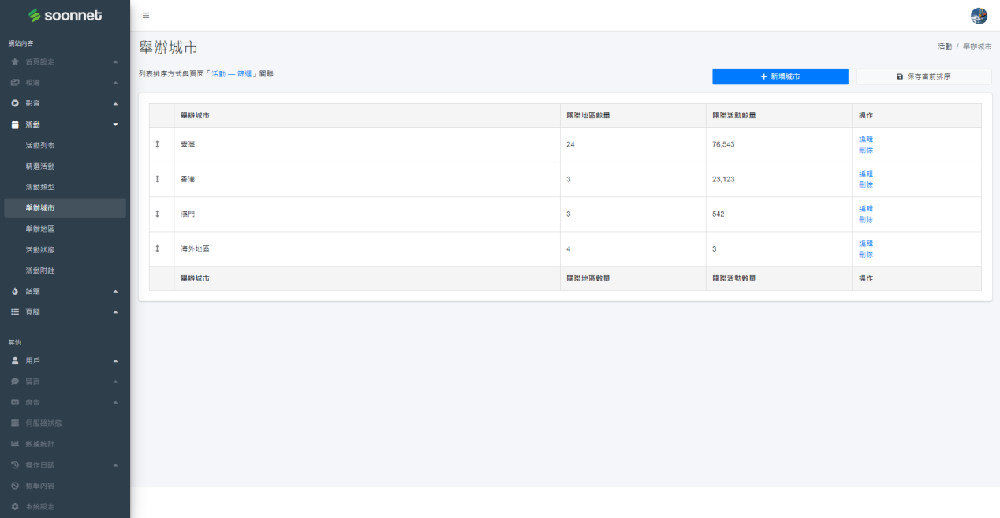 soonnet
網站內容
首頁設定
相簿
影音
活動
活動列表
精選活動
活動類型
舉辦城市
舉辦地區
活動狀態
活動附註
話題
頁腳
其他
用戶
留言
廣告
伺服器狀態
數據統計
操作日誌
檢舉內容
系統設定
舉辦城市
活動 / 舉辦城市
列表排序方式與頁面「活動 — 篩選」關聯
新增城市
保存當前排序
舉辦城市 關聯地區數量 關聯活動數量 操作
臺灣 24 76,543 編輯
刪除
香港 3 23,123 編輯
刪除
澳門 3 542 編輯
刪除
海外地區 4 3 編輯
刪除
舉辦城市 關聯地區數量 關聯活動數量 操作